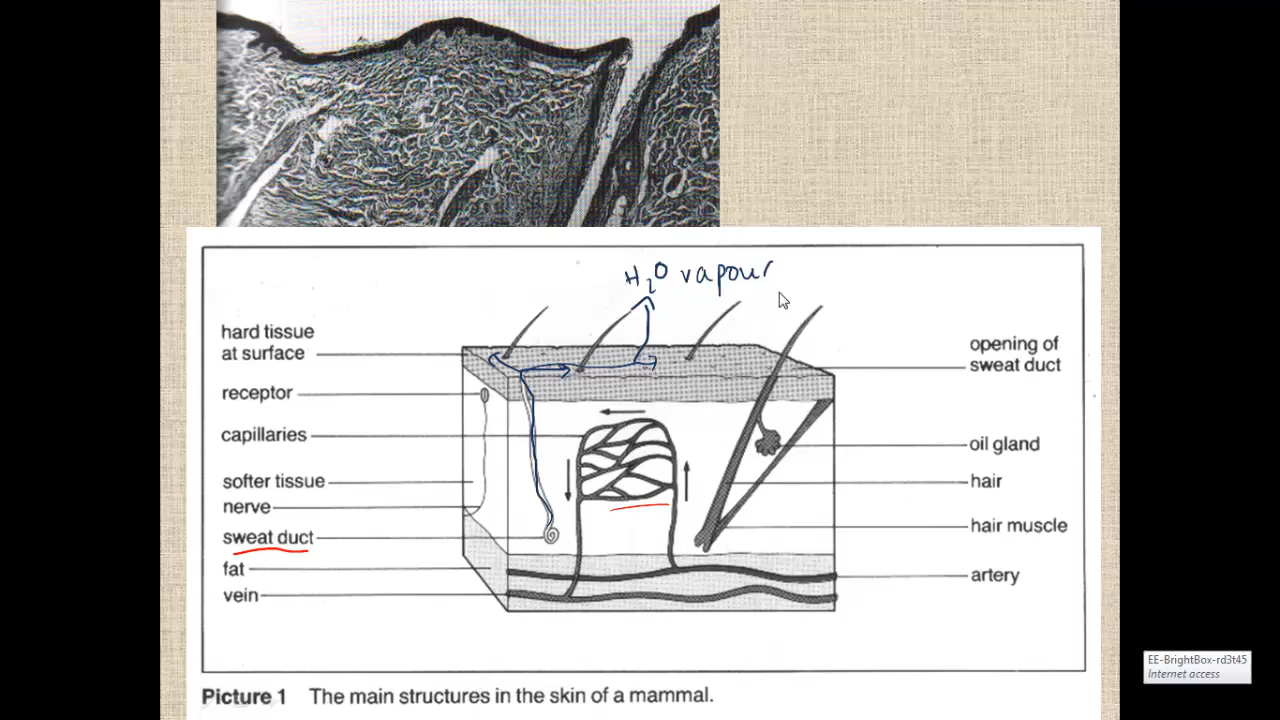 H₂O vapour
hard tissue
at surface
receptor
capillaries
softer tissue
nerve
sweat duct
fat
vein
opening of
sweat duct
oil gland
hair
hair muscle
artery
Picture 1 The main structures in the skin of a mammal.
EE-BrightBox-rd3t45
Internet access